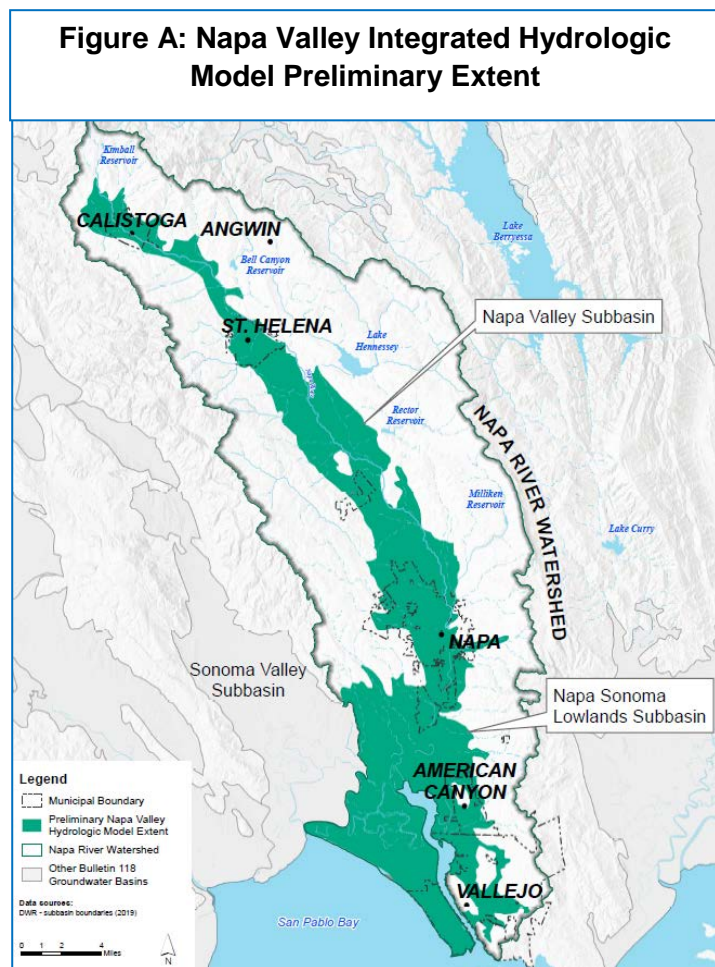 Figure A: Napa Valley Integrated Hydrologic
Model Preliminary Extent
Kimball
Reservoir
CALISTOGA
ANGWIN
Bell Canyon
Reservoir
Lake
Berryessa
ST. HELENA
Napa Valley Subbasin
Lake
Hennessey
Rector
Reservoir
NAPA RIVER WATERSHED
Milliken
Reservoir
Lake Curry
NAPA
Sonoma Valley
Subbasin
Napa Sonoma
Lowlands Subbasin
AMERICAN
CANYON
VALLEJO
San Pablo Bay
Legend
Municipal Boundary
Preliminary Napa Valley
Hydrologic Model Extent
Napa River Watershed
Other Bulletin 118
Groundwater Basins
Data sources:
DWR - subbasin boundaries (2019)
0 1 2 4
Miles
N